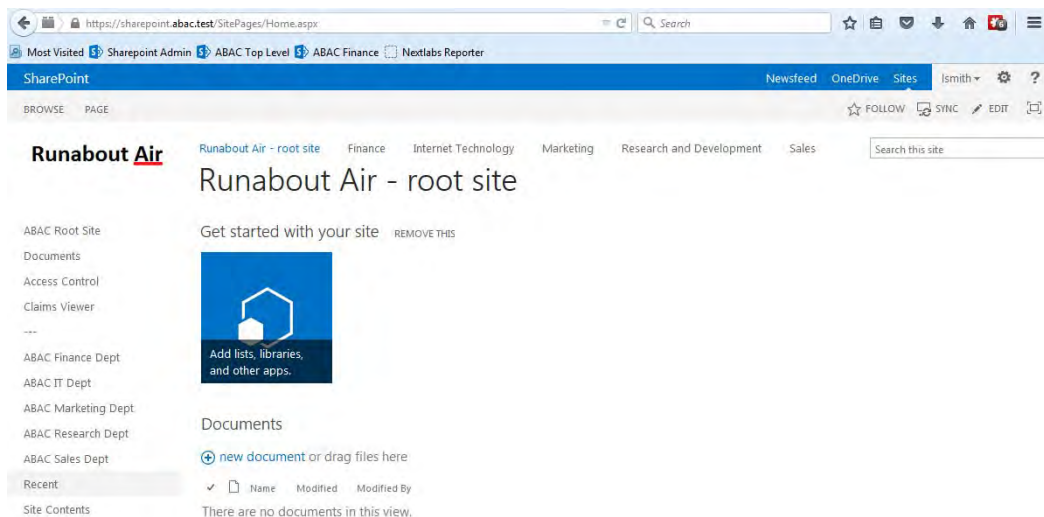 https://sharepoint.abac.test/SitePages/Home.aspx Search
Most Visited Sharepoint Admin ABAC Top Level ABAC Finance Nextlabs Reporter
SharePoint Newsfeed OneDrive Sites lsmith ?
BROWSE PAGE FOLLOW SYNC EDIT
Runabout Air
Runabout Air - root site Finance Internet Technology Marketing Research and Development Sales Search this site
Runabout Air - root site
ABAC Root Site
Documents
Access Control
Claims Viewer
---
ABAC Finance Dept
ABAC IT Dept
ABAC Marketing Dept
ABAC Research Dept
ABAC Sales Dept
Recent
Site Contents
Get started with your site REMOVE THIS
Add lists, libraries,
and other apps.
Documents
new document or drag files here
Name Modified Modified By
There are no documents in this view.